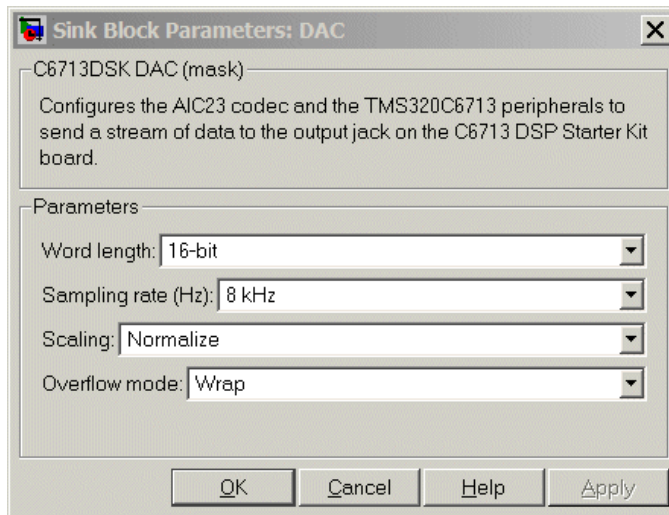 Sink Block Parameters: DAC
C6713DSK DAC (mask)
Configures the AIC23 codec and the TMS320C6713 peripherals to
send a stream of data to the output jack on the C6713 DSP Starter Kit
board.
Parameters
Word length: 16-bit
Sampling rate (Hz): 8 kHz
Scaling: Normalize
Overflow mode: Wrap
OK Cancel Help Apply